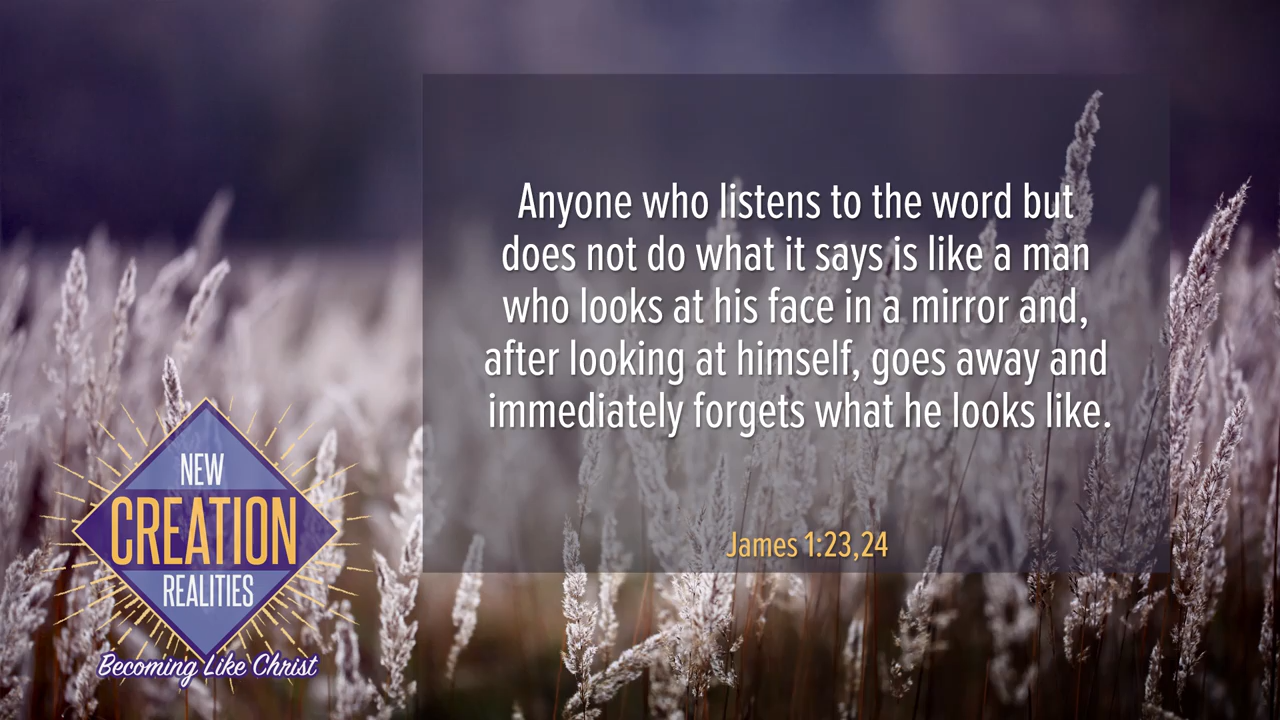 Anyone who listens to the word but
does not do what it says is like a man
who looks at his face in a mirror and,
after looking at himself, goes away and
immediately forgets what he looks like.
James 1:23,24
NEW
CREATION
REALITIES
Becoming Like Christ